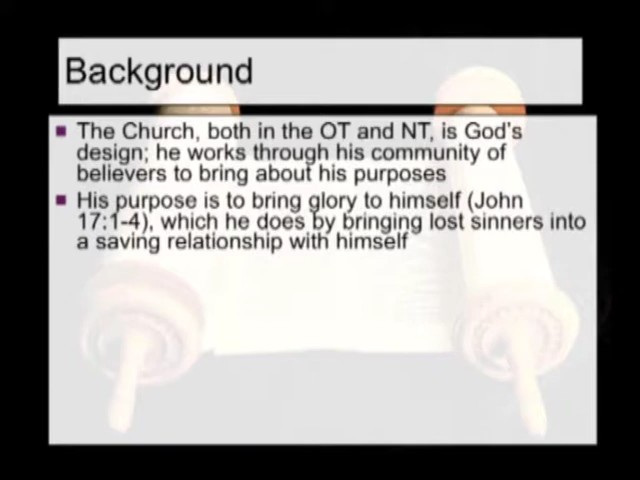 Background
The Church, both in the OT and NT, is God's
design; he works through his community of
believers to bring about his purposes
His purpose is to bring glory to himself (John
17:1-4), which he does by bringing lost sinners into
a saving relationship with himself